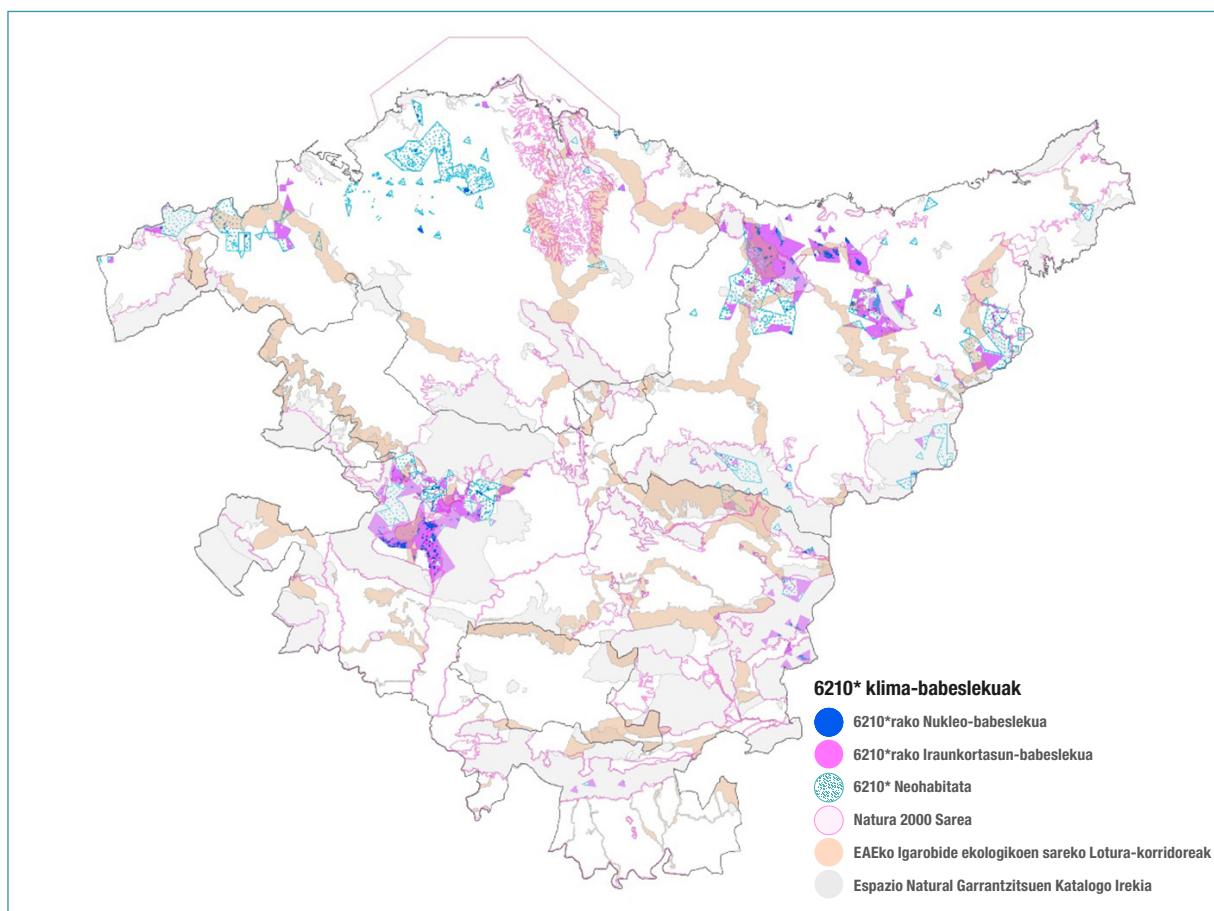 6210* klima-babeslekuak
6210*rako Nukleo-babeslekua
6210*rako Iraunkortasun-babeslekua
6210* Neohabitata
Natura 2000 Sarea
EAEko Igarobide ekologikoen sareko Lotura-korridoreak
Espazio Natural Garrantzitsuen Katalogo Irekia